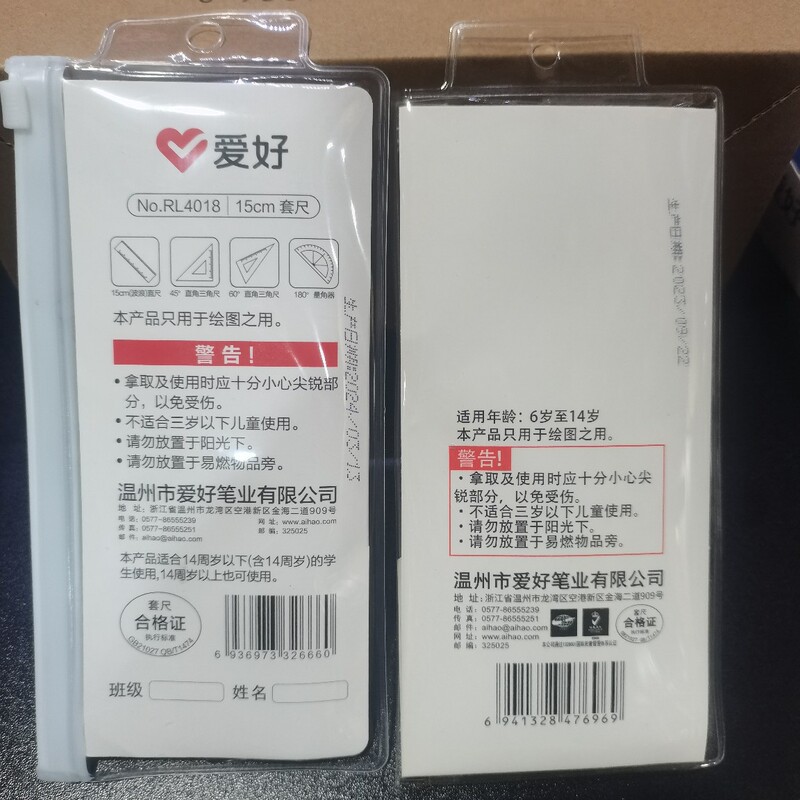 爱好
No.RL4018 | 15cm 套尺
15cm(波浪)直尺
45° 直角三角尺
60° 直角三角尺
180° 量角器
本产品只用于绘图之用。
警告!
• 拿取及使用时应十分小心尖锐部
分，以免受伤。
• 不适合三岁以下儿童使用。
• 请勿放置于阳光下。
• 请勿放置于易燃物品旁。
生产日期:2024/03/13
温州市爱好笔业有限公司
地 址: 浙江省温州市龙湾区空港新区金海二道909号
电 话: 0577-86555239 网 址: www.aihao.com
传 真: 0577-86555251 邮 编: 325025
邮 件: aihao@aihao.com
本产品适合14周岁以下(含14周岁)的学
生使用,14周岁以上也可使用。
套尺
合格证
执行标准
GB21027 QB/T1474
6 936973 326660
班级 姓名
生产日期:2023/09/22
适用年龄: 6岁至14岁
本产品只用于绘图之用。
警告!
• 拿取及使用时应十分小心尖
锐部分，以免受伤。
• 不适合三岁以下儿童使用。
• 请勿放置于阳光下。
• 请勿放置于易燃物品旁。
温州市爱好笔业有限公司
地 址: 浙江省温州市龙湾区空港新区金海二道909号
电 话: 0577-86555239
传 真: 0577-86555251
邮 件: aihao@aihao.com
网 址: www.aihao.com
邮 编: 325025
套尺
合格证
执行标准
GB21027 QB/T1474
6 941328 476969